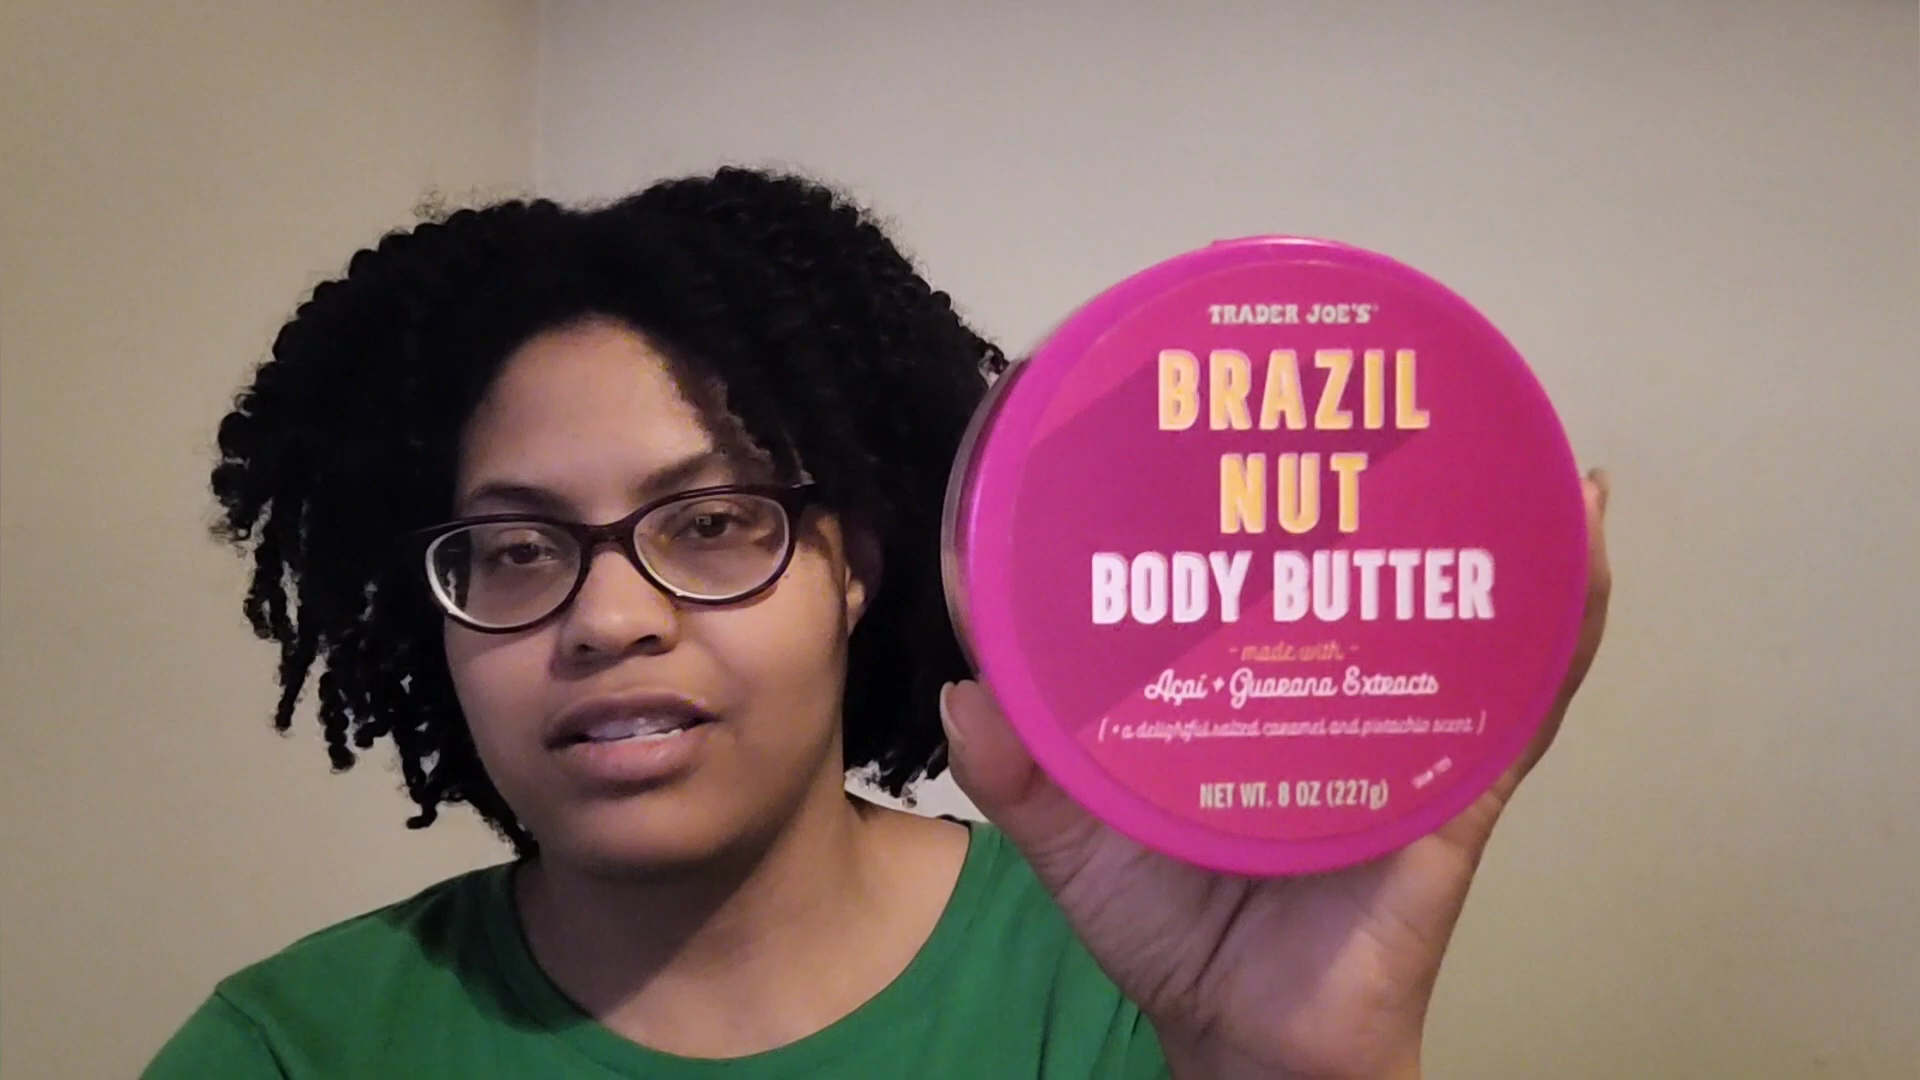 TRADER JOE'S
BRAZIL
NUT
BODY BUTTER
- made with -
Açaí + Guarana Extracts
( + a delightful salted caramel and pistachio scent )
NET WT. 8 OZ (227g)